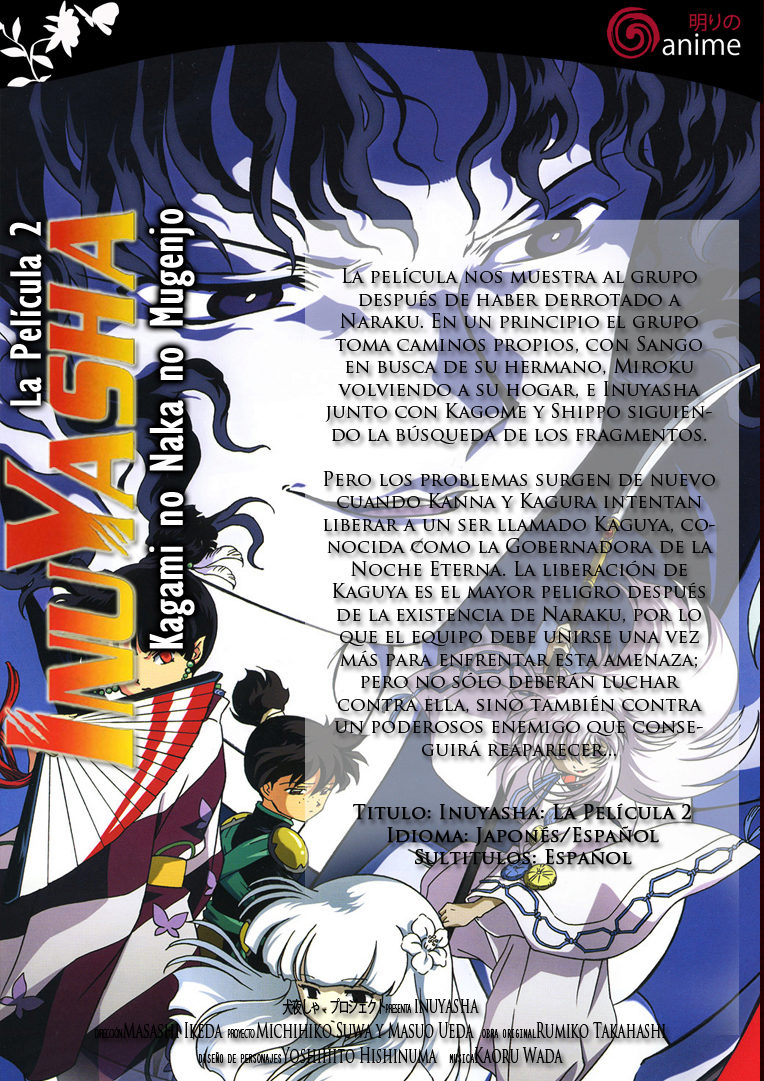 明りの
anime
La Película 2
INUYASHA
Kagami no Naka no Mugenjo
La película nos muestra al grupo
después de haber derrotado a
Naraku. En un principio el grupo
toma caminos propios, con Sango
en busca de su hermano, Miroku
volviendo a su hogar, e Inuyasha
junto con Kagome y Shippo siguien-
do la búsqueda de los fragmentos.
Pero los problemas surgen de nuevo
cuando Kanna y Kagura intentan
liberar a un ser llamado Kaguya, co-
nocida como la Gobernadora de la
Noche Eterna. La liberación de
Kaguya es el mayor peligro después
de la existencia de Naraku, por lo
que el equipo debe unirse una vez
más para enfrentar esta amenaza;
pero no sólo deberán luchar
contra ella, sino también contra
un poderosos enemigo que conse-
guirá reaparecer...
Titulo: Inuyasha: La Película 2
Idioma: Japonés/Español
Sultitulos: Español
犬夜しゃ。プロジェクト presenta INUYASHA
dirección Masashi Ikeda proyecto Michihiko Suwa y Masuo Ueda obra original Rumiko Takahashi
diseño de personajes Yoshihito Hishinuma musica Kaoru Wada